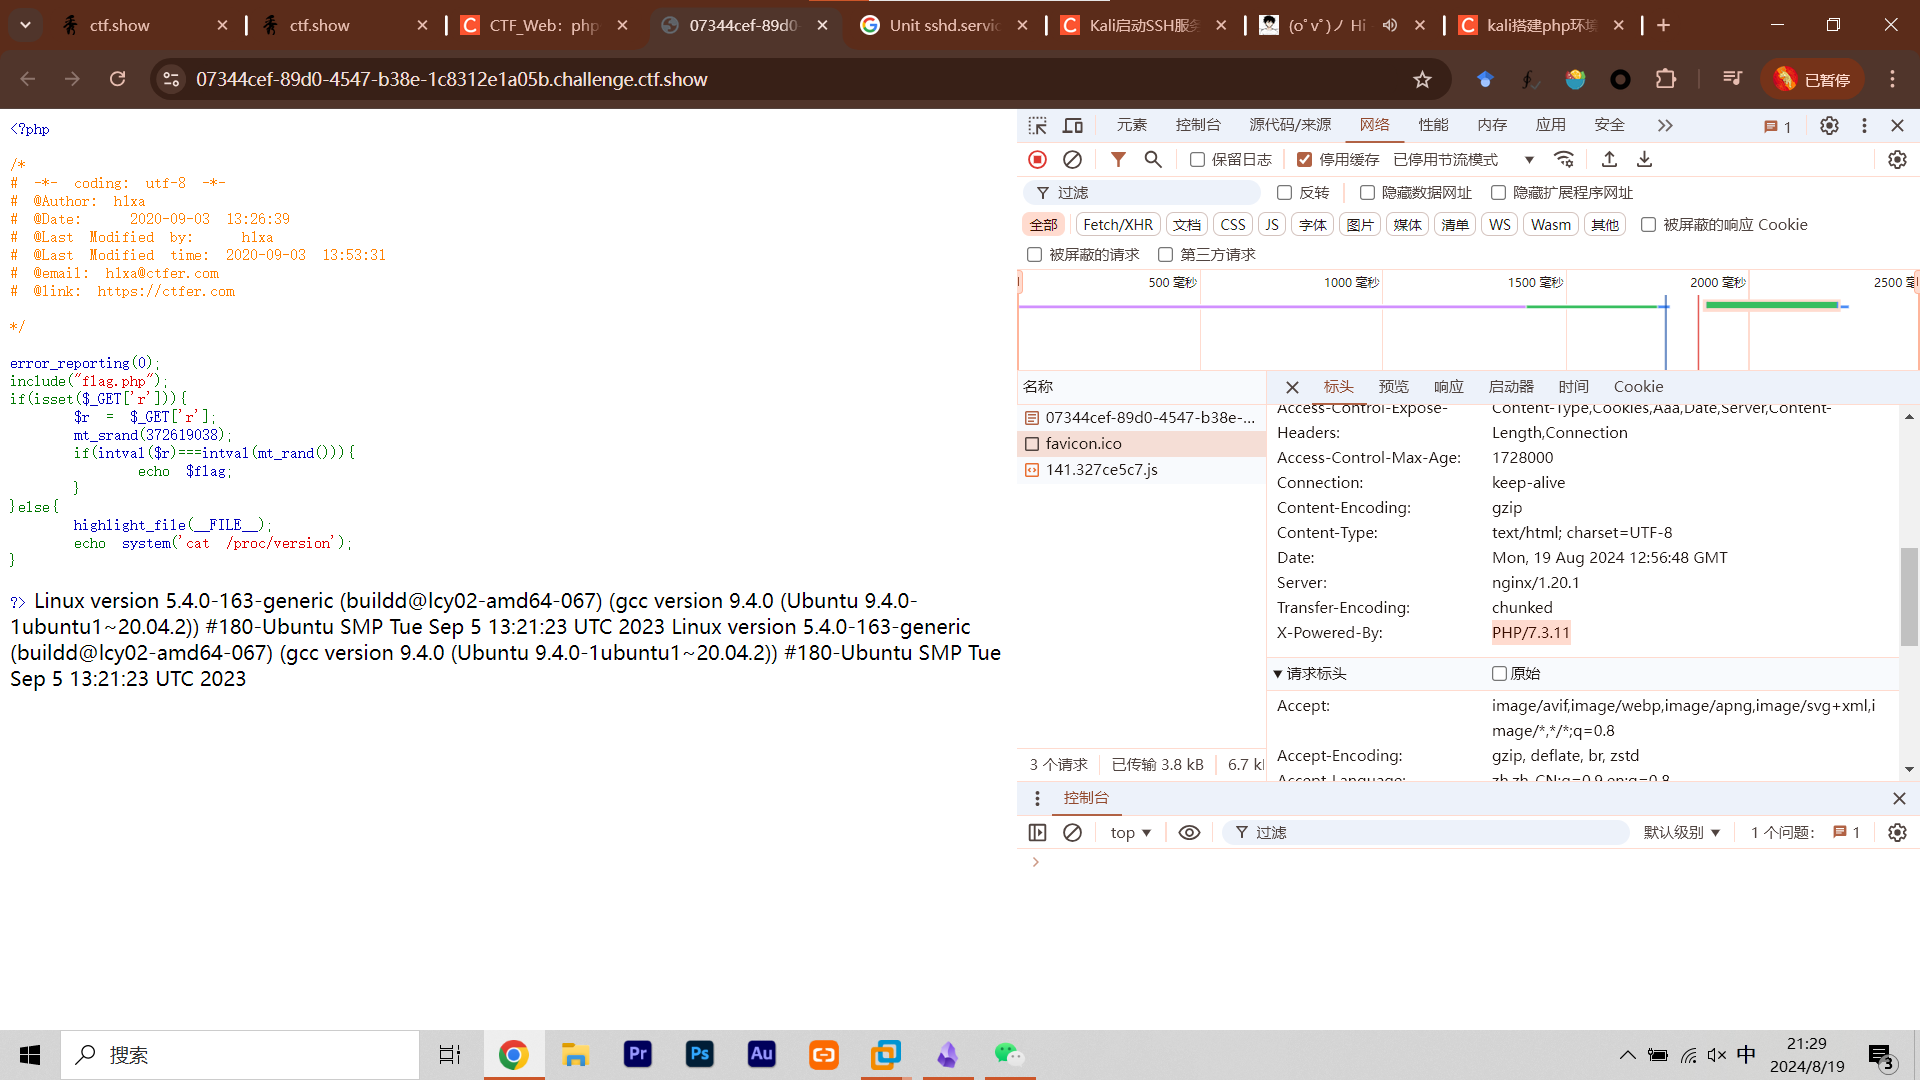 ctf.show
ctf.show
CTF_Web：php
07344cef-89d0-
Unit sshd.servic
Kali启动SSH服务
(oﾟvﾟ)ノ Hi
kali搭建php环境
07344cef-89d0-4547-b38e-1c8312e1a05b.challenge.ctf.show
已暂停
<?php
/*
# -*- coding: utf-8 -*-
# @Author: h1xa
# @Date:   2020-09-03 13:26:39
# @Last Modified by:   h1xa
# @Last Modified time: 2020-09-03 13:53:31
# @email: h1xa@ctfer.com
# @link: https://ctfer.com
*/
error_reporting(0);
include("flag.php");
if(isset($_GET['r'])){
    $r = $_GET['r'];
    mt_srand(372619038);
    if(intval($r)===intval(mt_rand())){
        echo $flag;
    }
}else{
    highlight_file(__FILE__);
    echo system('cat /proc/version');
}
?> Linux version 5.4.0-163-generic (buildd@lcy02-amd64-067) (gcc version 9.4.0 (Ubuntu 9.4.0-
1ubuntu1~20.04.2)) #180-Ubuntu SMP Tue Sep 5 13:21:23 UTC 2023 Linux version 5.4.0-163-generic
(buildd@lcy02-amd64-067) (gcc version 9.4.0 (Ubuntu 9.4.0-1ubuntu1~20.04.2)) #180-Ubuntu SMP Tue
Sep 5 13:21:23 UTC 2023
元素 控制台 源代码/来源 网络 性能 内存 应用 安全 1
保留日志 停用缓存 已停用节流模式
过滤 反转 隐藏数据网址 隐藏扩展程序网址
全部 Fetch/XHR 文档 CSS JS 字体 图片 媒体 清单 WS Wasm 其他 被屏蔽的响应 Cookie
被屏蔽的请求 第三方请求
500 毫秒 1000 毫秒 1500 毫秒 2000 毫秒 2500 毫
名称
07344cef-89d0-4547-b38e-...
favicon.ico
141.327ce5c7.js
3 个请求 已传输 3.8 kB 6.7 k
标头 预览 响应 启动器 时间 Cookie
Access-Control-Expose- Content-Type,Cookies,Aaa,Date,Server,Content-
Headers: Length,Connection
Access-Control-Max-Age: 1728000
Connection: keep-alive
Content-Encoding: gzip
Content-Type: text/html; charset=UTF-8
Date: Mon, 19 Aug 2024 12:56:48 GMT
Server: nginx/1.20.1
Transfer-Encoding: chunked
X-Powered-By: PHP/7.3.11
请求标头 原始
Accept: image/avif,image/webp,image/apng,image/svg+xml,i
mage/*,*/*;q=0.8
Accept-Encoding: gzip, deflate, br, zstd
Accept-Language: zh,zh-CN;q=0.9,en;q=0.8
控制台
top 过滤 默认级别 1 个问题： 1
搜索
Pr
Ps
Au
中
21:29
2024/8/19
3